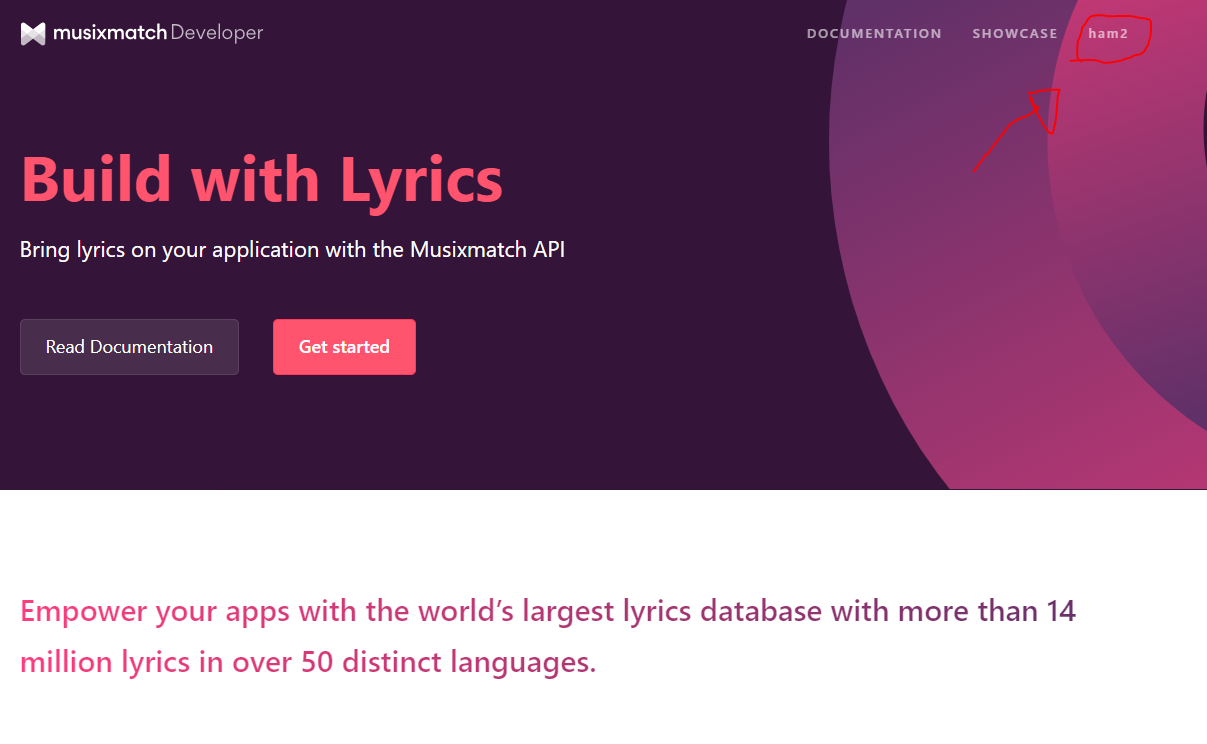 musixmatch Developer
DOCUMENTATION SHOWCASE ham2
Build with Lyrics
Bring lyrics on your application with the Musixmatch API
Read Documentation
Get started
Empower your apps with the world’s largest lyrics database with more than 14
million lyrics in over 50 distinct languages.